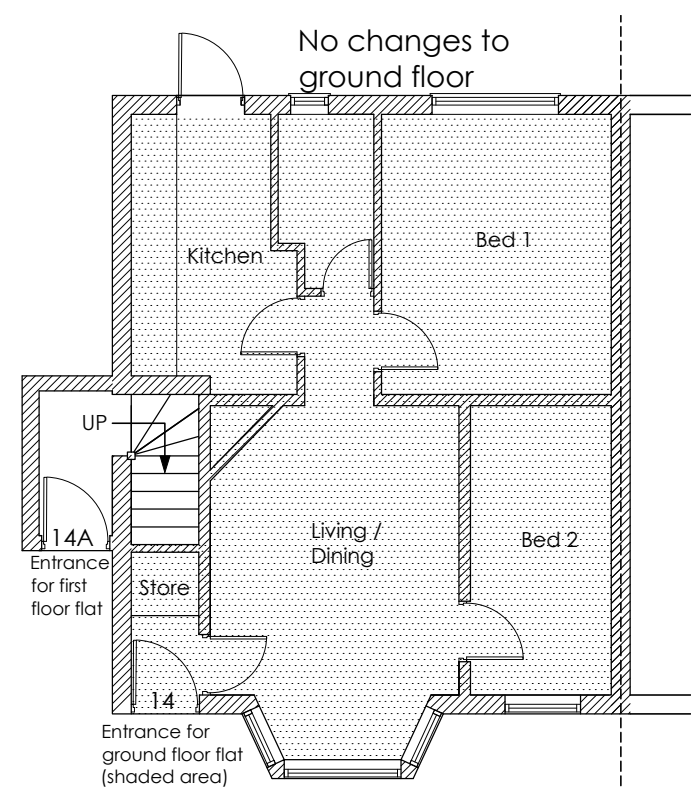 No changes to
ground floor
Kitchen
Bed 1
UP
14A
Entrance
for first
floor flat
Living /
Dining
Bed 2
Store
14
Entrance for
ground floor flat
(shaded area)